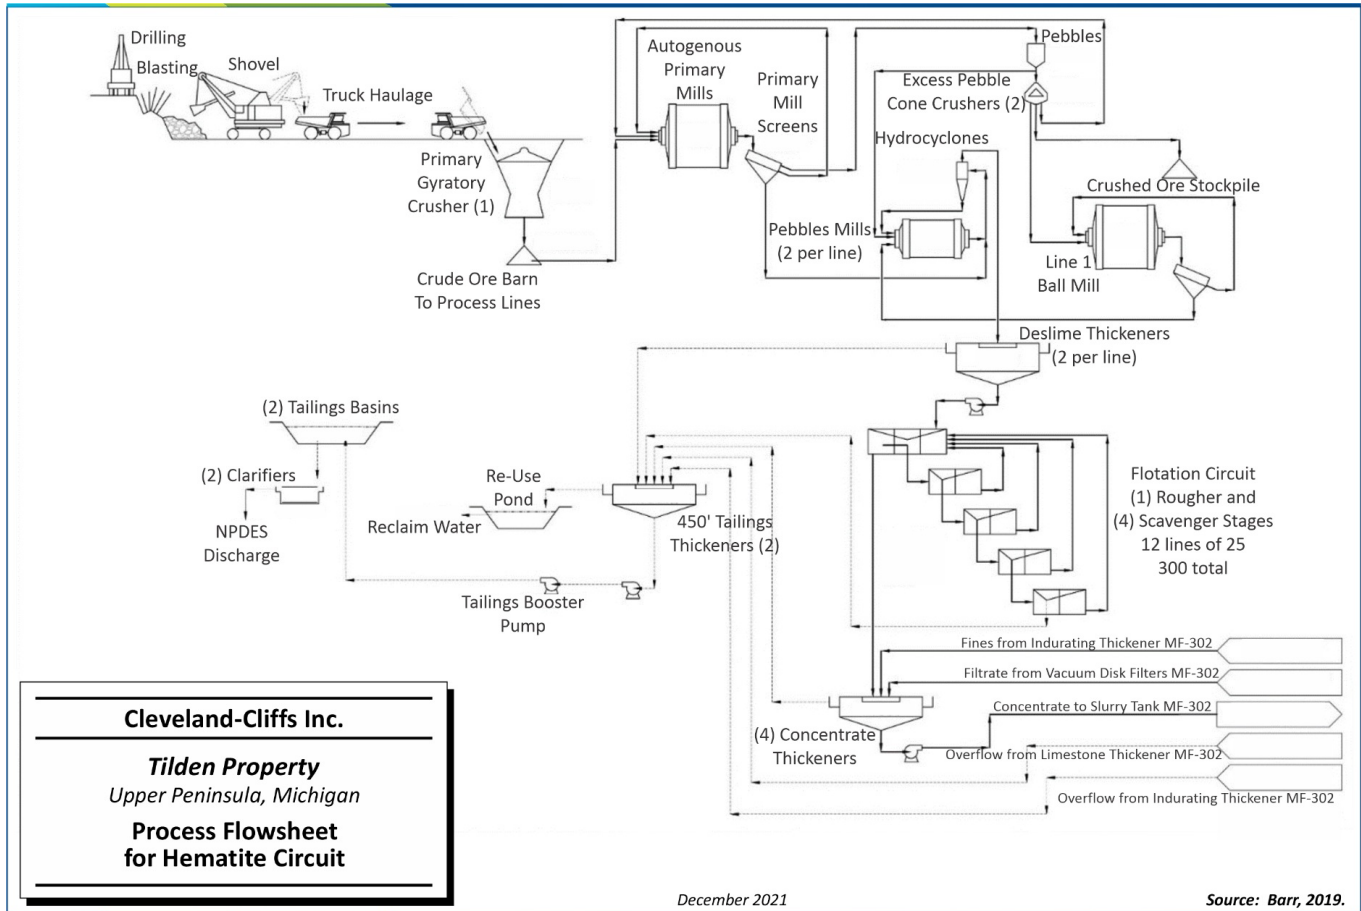 Drilling
Blasting
Shovel
Truck Haulage
Primary
Gyratory
Crusher (1)
Crude Ore Barn
To Process Lines
Autogenous
Primary
Mills
Primary
Mill
Screens
Pebbles
Excess Pebble
Cone Crushers (2)
Hydrocyclones
Pebbles Mills
(2 per line)
Crushed Ore Stockpile
Line 1
Ball Mill
Deslime Thickeners
(2 per line)
(2) Tailings Basins
(2) Clarifiers
NPDES
Discharge
Re-Use
Pond
Reclaim Water
450' Tailings
Thickeners (2)
Tailings Booster
Pump
Flotation Circuit
(1) Rougher and
(4) Scavenger Stages
12 lines of 25
300 total
Fines from Indurating Thickener MF-302
Filtrate from Vacuum Disk Filters MF-302
Concentrate to Slurry Tank MF-302
(4) Concentrate
Thickeners
Overflow from Limestone Thickener MF-302
Overflow from Indurating Thickener MF-302
Cleveland-Cliffs Inc.
Tilden Property
Upper Peninsula, Michigan
Process Flowsheet
for Hematite Circuit
December 2021
Source: Barr, 2019.